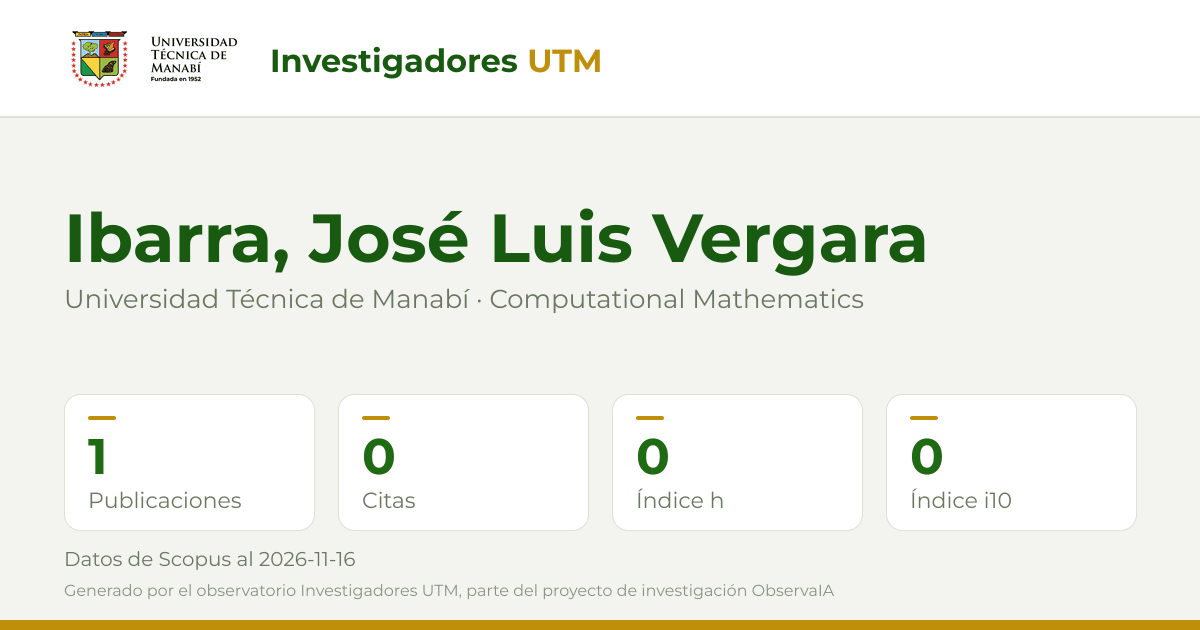 UNIVERSIDAD
TÉCNICA DE
MANABÍ
Fundada en 1952
Investigadores UTM
Ibarra, José Luis Vergara
Universidad Técnica de Manabí · Computational Mathematics
1
Publicaciones
0
Citas
0
Índice h
0
Índice i10
Datos de Scopus al 2026-11-16
Generado por el observatorio Investigadores UTM, parte del proyecto de investigación ObservaIA